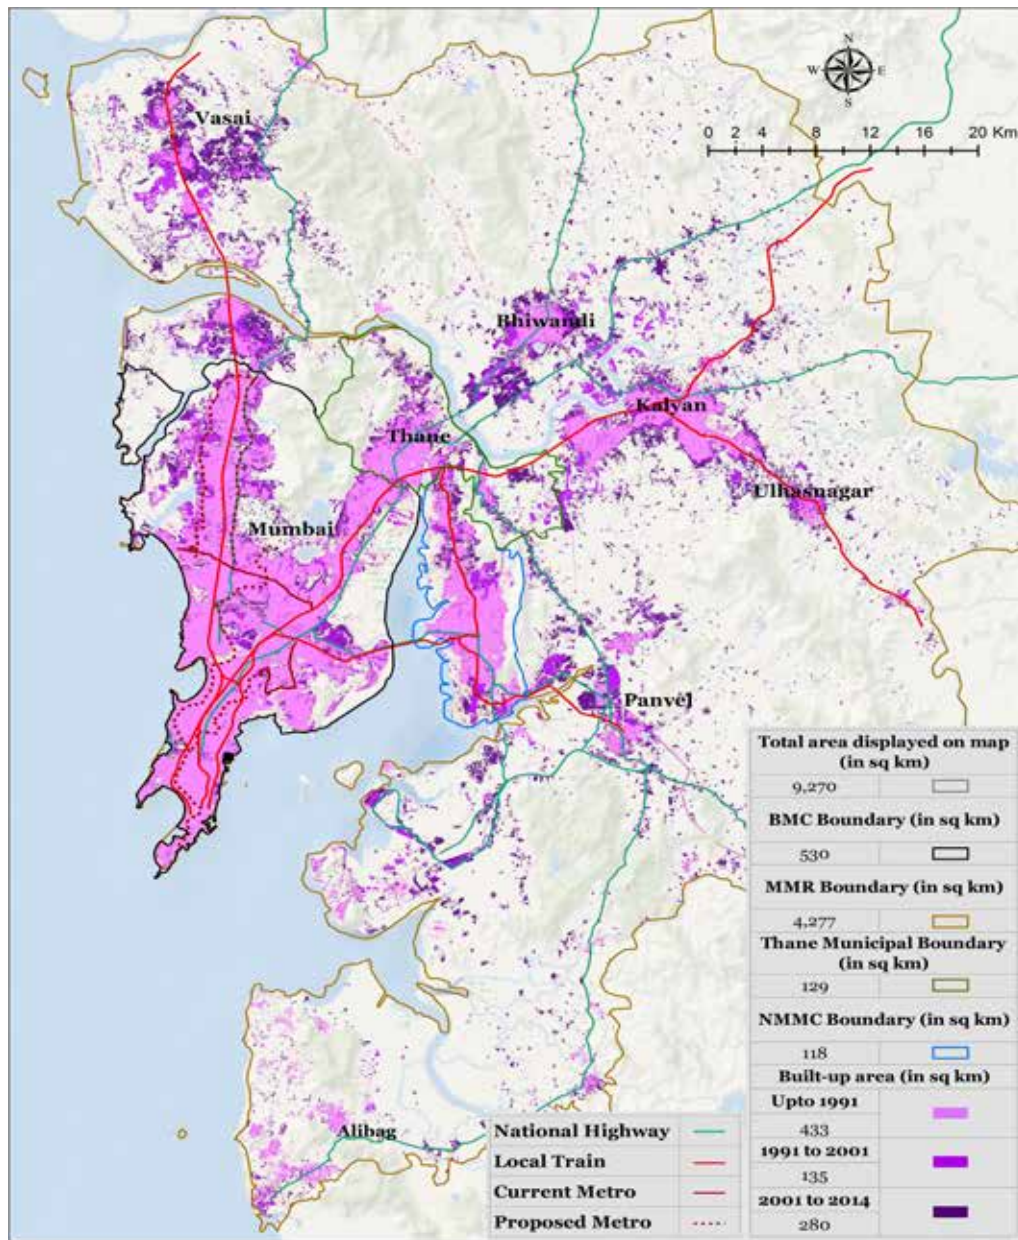 N
W
E
S
0 2 4 8 12 16 20 Km
Vasai
Bhiwandi
Kalyan
Thane
Ulhasnagar
Mumbai
Panvel
Alibag
Total area displayed on map
(in sq km)
9,270
BMC Boundary (in sq km)
530
MMR Boundary (in sq km)
4,277
Thane Municipal Boundary
(in sq km)
129
NMMC Boundary (in sq km)
118
Built-up area (in sq km)
Upto 1991
433
1991 to 2001
135
2001 to 2014
280
National Highway
Local Train
Current Metro
Proposed Metro